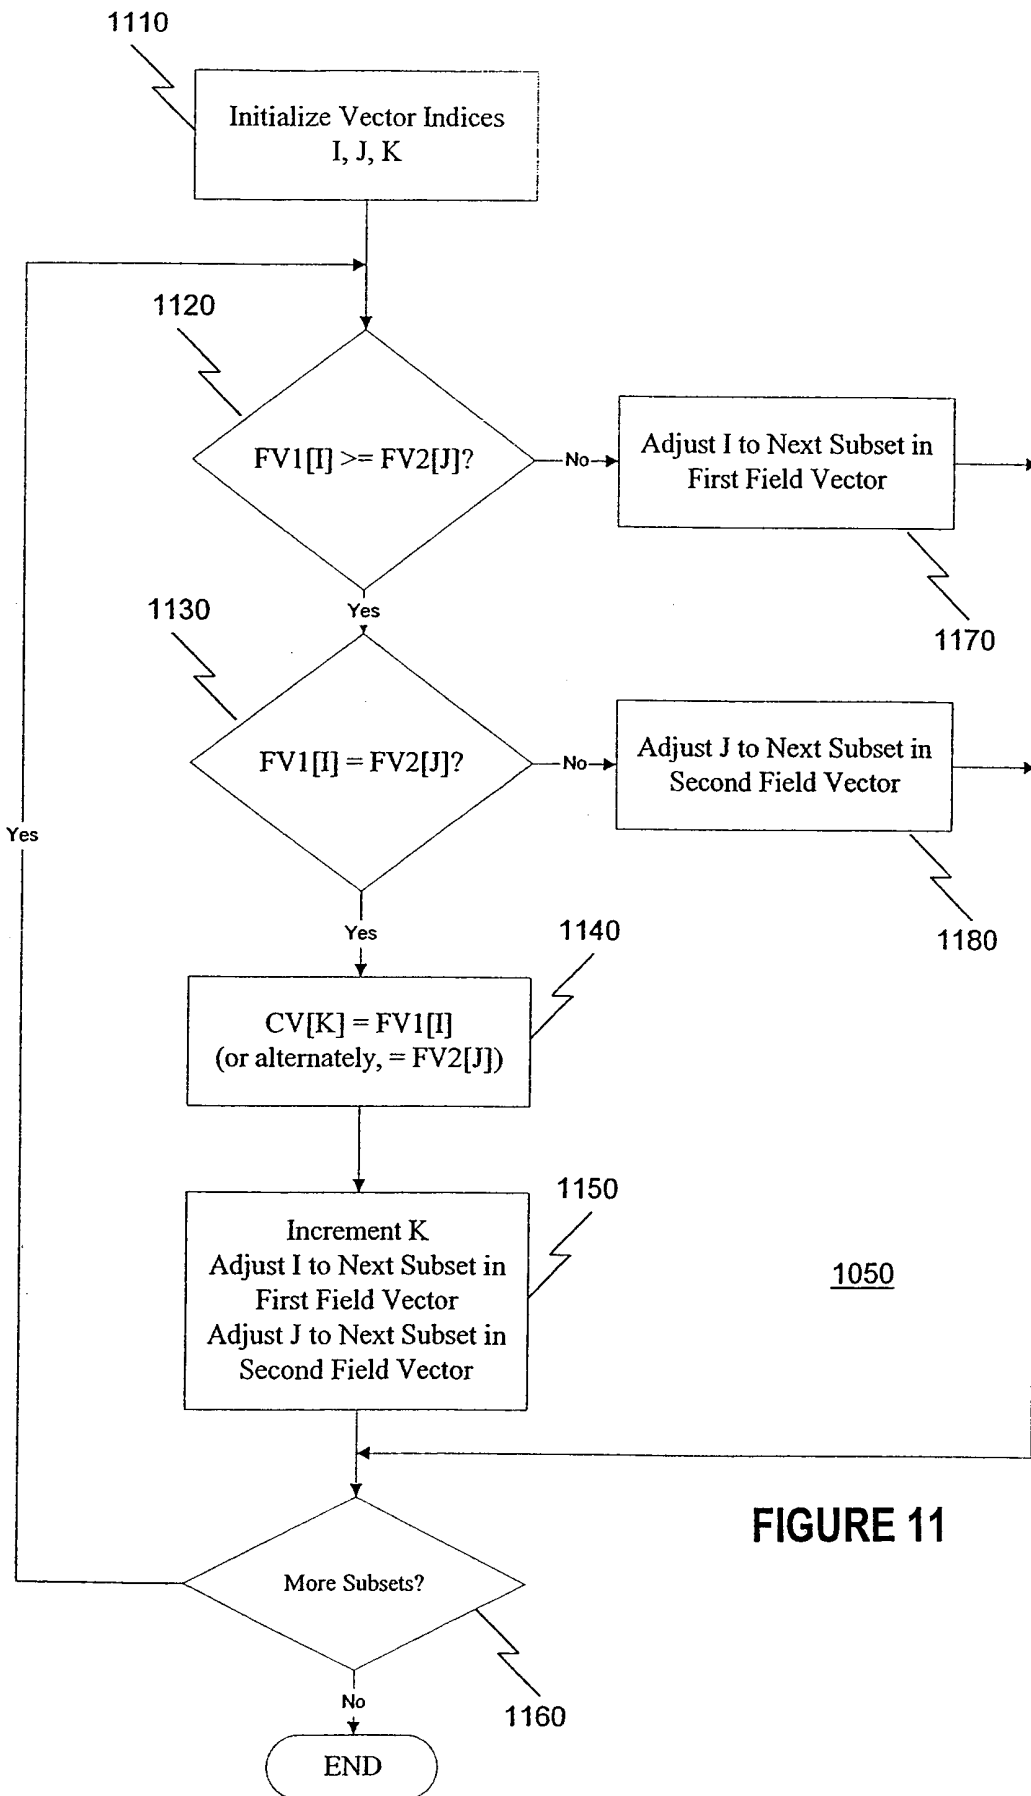 1110
Initialize Vector Indices
I, J, K
1120
FV1[I] >= FV2[J]?
No
Adjust I to Next Subset in
First Field Vector
1170
Yes
1130
FV1[I] = FV2[J]?
No
Adjust J to Next Subset in
Second Field Vector
1180
Yes
Yes
1140
CV[K] = FV1[I]
(or alternately, = FV2[J])
1150
Increment K
Adjust I to Next Subset in
First Field Vector
Adjust J to Next Subset in
Second Field Vector
1050
FIGURE 11
More Subsets?
No
1160
END